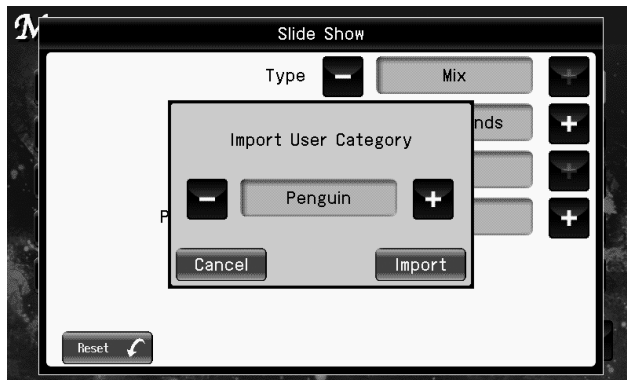 M
Slide Show
Type
Mix
nds
Import User Category
Penguin
P
Cancel
Import
Reset